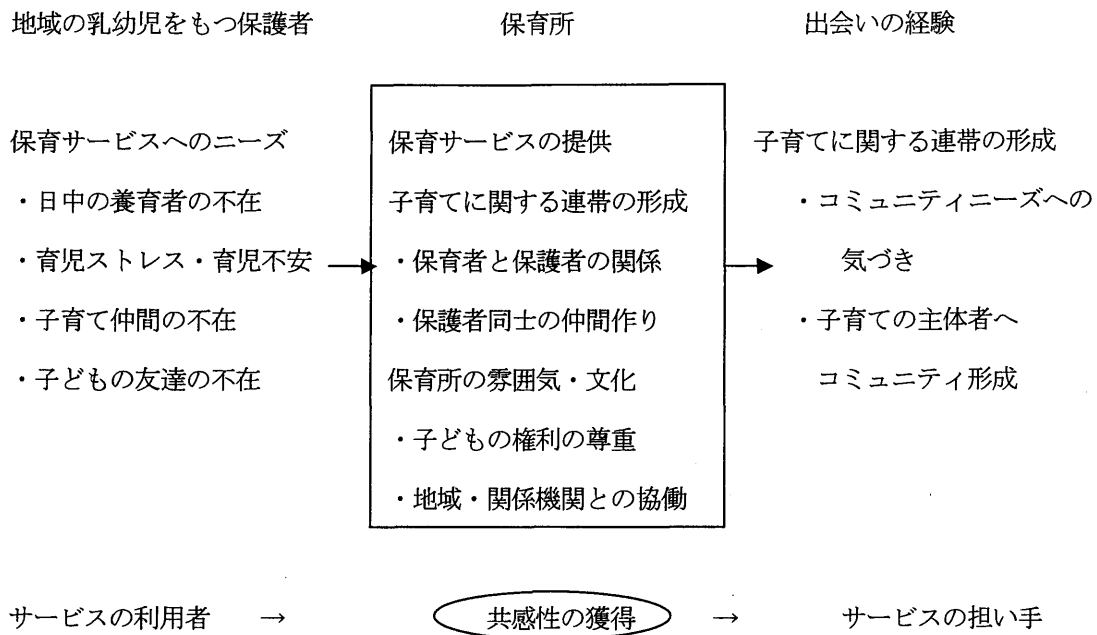 地域の乳幼児をもつ保護者
保育所
出会いの経験
保育サービスへのニーズ
・日中の養育者の不在
・育児ストレス・育児不安
・子育て仲間の不在
・子どもの友達の不在
→
保育サービスの提供
子育てに関する連帯の形成
・保育者と保護者の関係
・保護者同士の仲間作り
保育所の雰囲気・文化
・子どもの権利の尊重
・地域・関係機関との協働
→
子育てに関する連帯の形成
・コミュニティニーズへの
気づき
・子育ての主体者へ
コミュニティ形成
サービスの利用者 → 共感性の獲得 → サービスの担い手